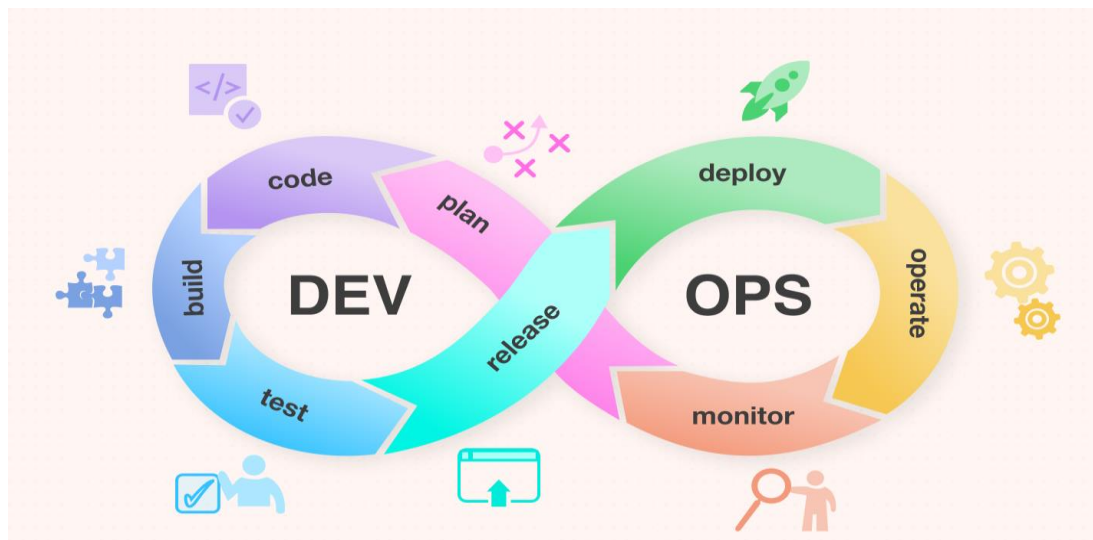 </>
code
plan
deploy
build
DEV
OPS
operate
release
test
monitor